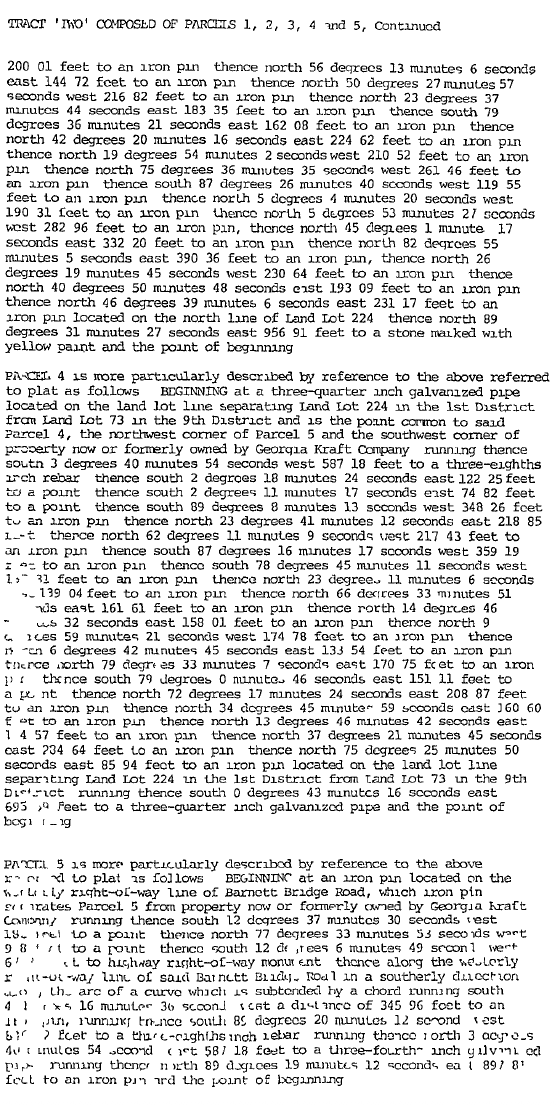 TRACT 'TWO' COMPOSED OF PARCELS 1, 2, 3, 4 and 5, Continued
200 01 feet to an iron pin thence north 56 degrees 13 minutes 6 seconds
east 144 72 feet to an iron pin thence north 50 degrees 27 minutes 57
seconds west 216 82 feet to an iron pin thence north 23 degrees 37
minutes 44 seconds east 183 35 feet to an iron pin thence south 79
degrees 36 minutes 21 seconds east 162 08 feet to an iron pin thence
north 42 degrees 20 minutes 16 seconds east 224 62 feet to an iron pin
thence north 19 degrees 54 minutes 2 seconds west 210 52 feet to an iron
pin thence north 75 degrees 36 minutes 35 seconds west 261 46 feet to
an iron pin thence south 87 degrees 26 minutes 40 seconds west 119 55
feet to an iron pin thence north 5 degrees 4 minutes 20 seconds west
190 31 feet to an iron pin thence north 5 degrees 53 minutes 27 seconds
west 282 96 feet to an iron pin, thence north 45 degrees 1 minute 17
seconds east 332 20 feet to an iron pin thence north 82 degrees 55
minutes 5 seconds east 390 36 feet to an iron pin, thence north 26
degrees 19 minutes 45 seconds west 230 64 feet to an iron pin thence
north 40 degrees 50 minutes 48 seconds east 193 09 feet to an iron pin
thence north 46 degrees 39 minutes 6 seconds east 231 17 feet to an
iron pin located on the north line of Land Lot 224 thence north 89
degrees 31 minutes 27 seconds east 956 91 feet to a stone marked with
yellow paint and the point of beginning
PARCEL 4 is more particularly described by reference to the above referred
to plat as follows BEGINNING at a three-quarter inch galvanized pipe
located on the land lot line separating Land Lot 224 in the 1st District
from Land Lot 73 in the 9th District and is the point common to said
Parcel 4, the northwest corner of Parcel 5 and the southwest corner of
property now or formerly owned by Georgia Kraft Company running thence
south 3 degrees 40 minutes 54 seconds west 587 18 feet to a three-eighths
inch rebar thence south 2 degrees 18 minutes 24 seconds east 122 25 feet
to a point thence south 2 degrees 11 minutes 17 seconds east 74 82 feet
to a point thence south 89 degrees 8 minutes 13 seconds west 348 26 feet
to an iron pin thence north 23 degrees 41 minutes 12 seconds east 218 85
thence north 62 degrees 11 minutes 9 seconds west 217 43 feet to
an iron pin thence south 87 degrees 16 minutes 17 seconds west 359 19
to an iron pin thence south 78 degrees 45 minutes 11 seconds west
31 feet to an iron pin thence north 23 degrees 11 minutes 6 seconds
139 04 feet to an iron pin thence north 66 degrees 33 minutes 51
east 161 61 feet to an iron pin thence north 14 degrees 46
32 seconds east 158 01 feet to an iron pin thence north 9
59 minutes 21 seconds west 174 78 feet to an iron pin thence
6 degrees 42 minutes 45 seconds east 133 54 feet to an iron pin
thence north 79 degrees 33 minutes 7 seconds east 170 75 feet to an iron
thence south 79 degrees 0 minutes 46 seconds east 151 11 feet to
a point thence north 72 degrees 17 minutes 24 seconds east 208 87 feet
to an iron pin thence north 34 degrees 45 minutes 59 seconds east 160 60
feet to an iron pin thence north 13 degrees 46 minutes 42 seconds east
57 feet to an iron pin thence north 37 degrees 21 minutes 45 seconds
east 234 64 feet to an iron pin thence north 75 degrees 25 minutes 50
seconds east 85 94 feet to an iron pin located on the land lot line
separating Land Lot 224 in the 1st District from Land Lot 73 in the 9th
District running thence south 0 degrees 43 minutes 16 seconds east
feet to a three-quarter inch galvanized pipe and the point of
beginning
PARCEL 5 is more particularly described by reference to the above
to plat as follows BEGINNING at an iron pin located on the
right-of-way line of Barnett Bridge Road, which iron pin
separates Parcel 5 from property now or formerly owned by Georgia Kraft
Company running thence south 12 degrees 37 minutes 30 seconds west
feet to a point thence north 77 degrees 33 minutes 53 seconds west
to a point thence south 12 degrees 6 minutes 49 seconds west
to highway right-of-way monument thence along the westerly
right-of-way line of said Barnett Bridge Road in a southerly direction
the arc of a curve which is subtended by a chord running south
16 minutes 36 seconds west a distance of 345 96 feet to an
iron pin, running thence south 85 degrees 20 minutes 12 seconds west
feet to a three-eighths inch rebar running thence north 3 degrees
minutes 54 seconds east 587 18 feet to a three-fourth inch galvanized
pipe running thence north 89 degrees 19 minutes 12 seconds east 897
feet to an iron pin and the point of beginning